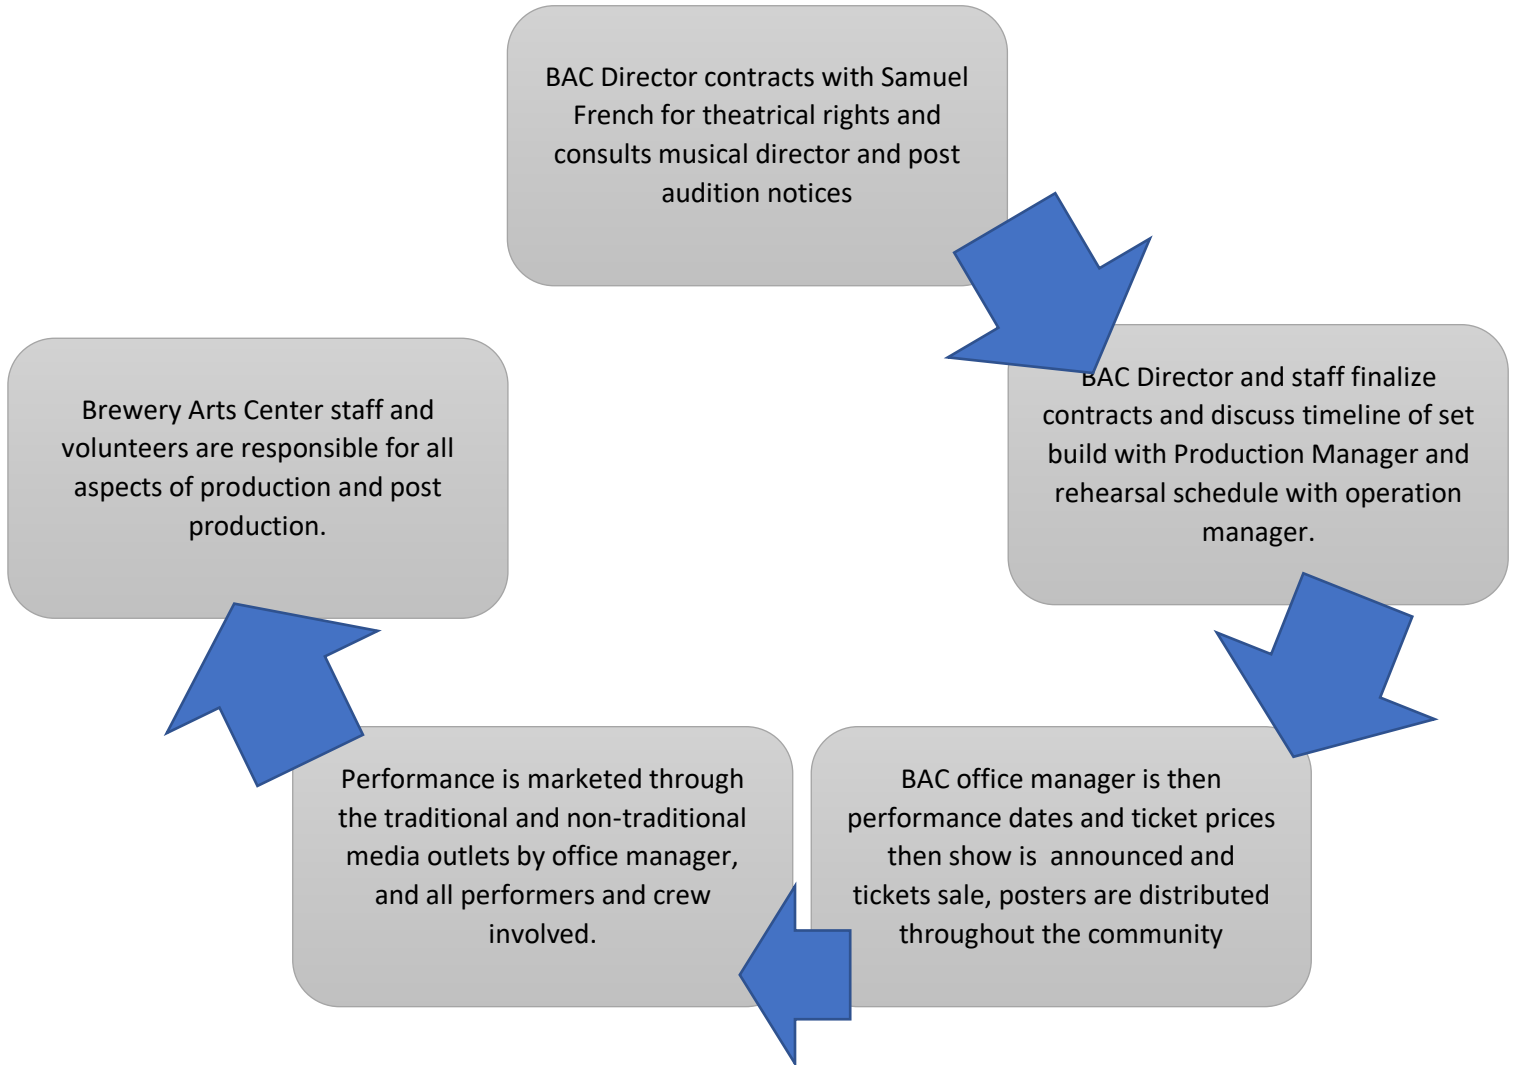 BAC Director contracts with Samuel
French for theatrical rights and
consults musical director and post
audition notices
BAC Director and staff finalize
contracts and discuss timeline of set
build with Production Manager and
rehearsal schedule with operation
manager.
BAC office manager is then
performance dates and ticket prices
then show is  announced and
tickets sale, posters are distributed
throughout the community
Performance is marketed through
the traditional and non-traditional
media outlets by office manager,
and all performers and crew
involved.
Brewery Arts Center staff and
volunteers are responsible for all
aspects of production and post
production.